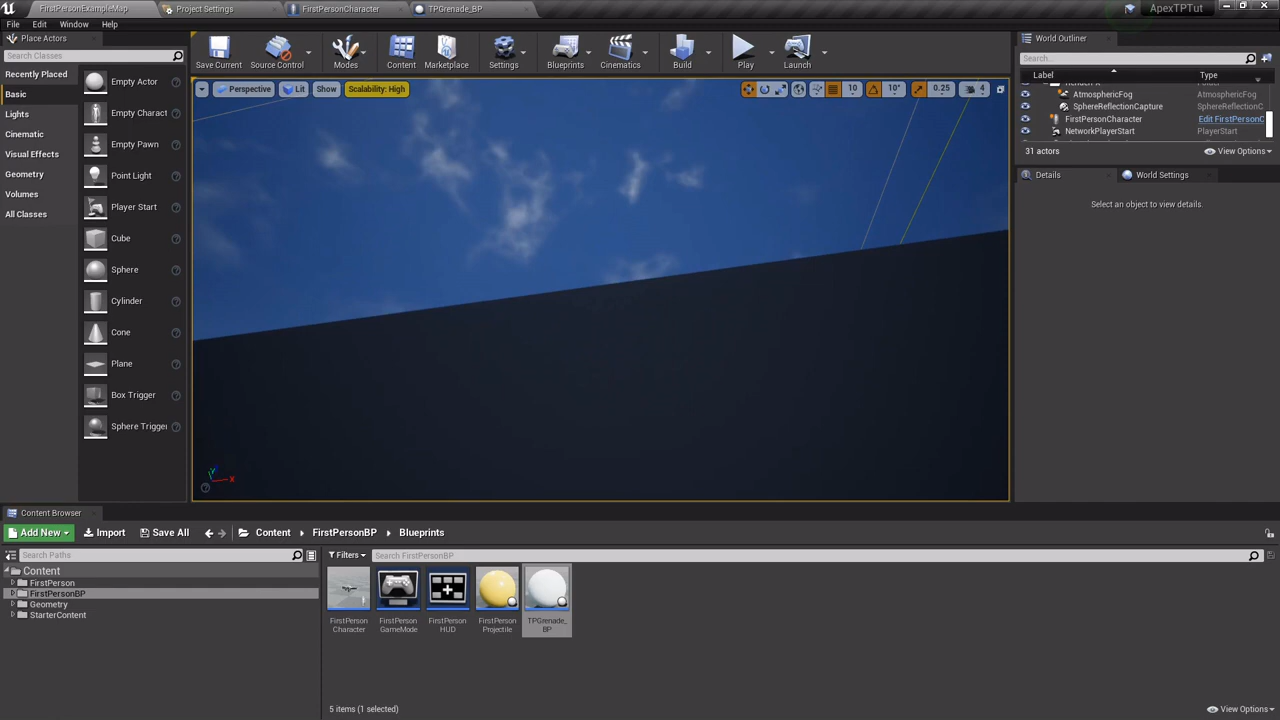 FirstPersonExampleMap
Project Settings
FirstPersonCharacter
TPGrenade_BP
ApexTPTut
File Edit Window Help
Place Actors
Search Classes
Recently Placed
Basic
Lights
Cinematic
Visual Effects
Geometry
Volumes
All Classes
Empty Actor
Empty Charact
Empty Pawn
Point Light
Player Start
Cube
Sphere
Cylinder
Cone
Plane
Box Trigger
Sphere Trigger
Save Current
Source Control
Modes
Content
Marketplace
Settings
Blueprints
Cinematics
Build
Play
Launch
Perspective
Lit
Show
Scalability: High
10
10°
0.25
4
X
World Outliner
Search...
Label Type
AtmosphericFog AtmosphericFog
SphereReflectionCapture SphereReflectionC
FirstPersonCharacter Edit FirstPersonC
NetworkPlayerStart PlayerStart
31 actors
View Options
Details
World Settings
Select an object to view details.
Content Browser
Add New
Import
Save All
Content
FirstPersonBP
Blueprints
Search Paths
Filters
Search FirstPersonBP
Content
FirstPerson
FirstPersonBP
Geometry
StarterContent
FirstPerson
Character
FirstPerson
GameMode
FirstPerson
HUD
FirstPerson
Projectile
TPGrenade_
BP
5 items (1 selected)
View Options